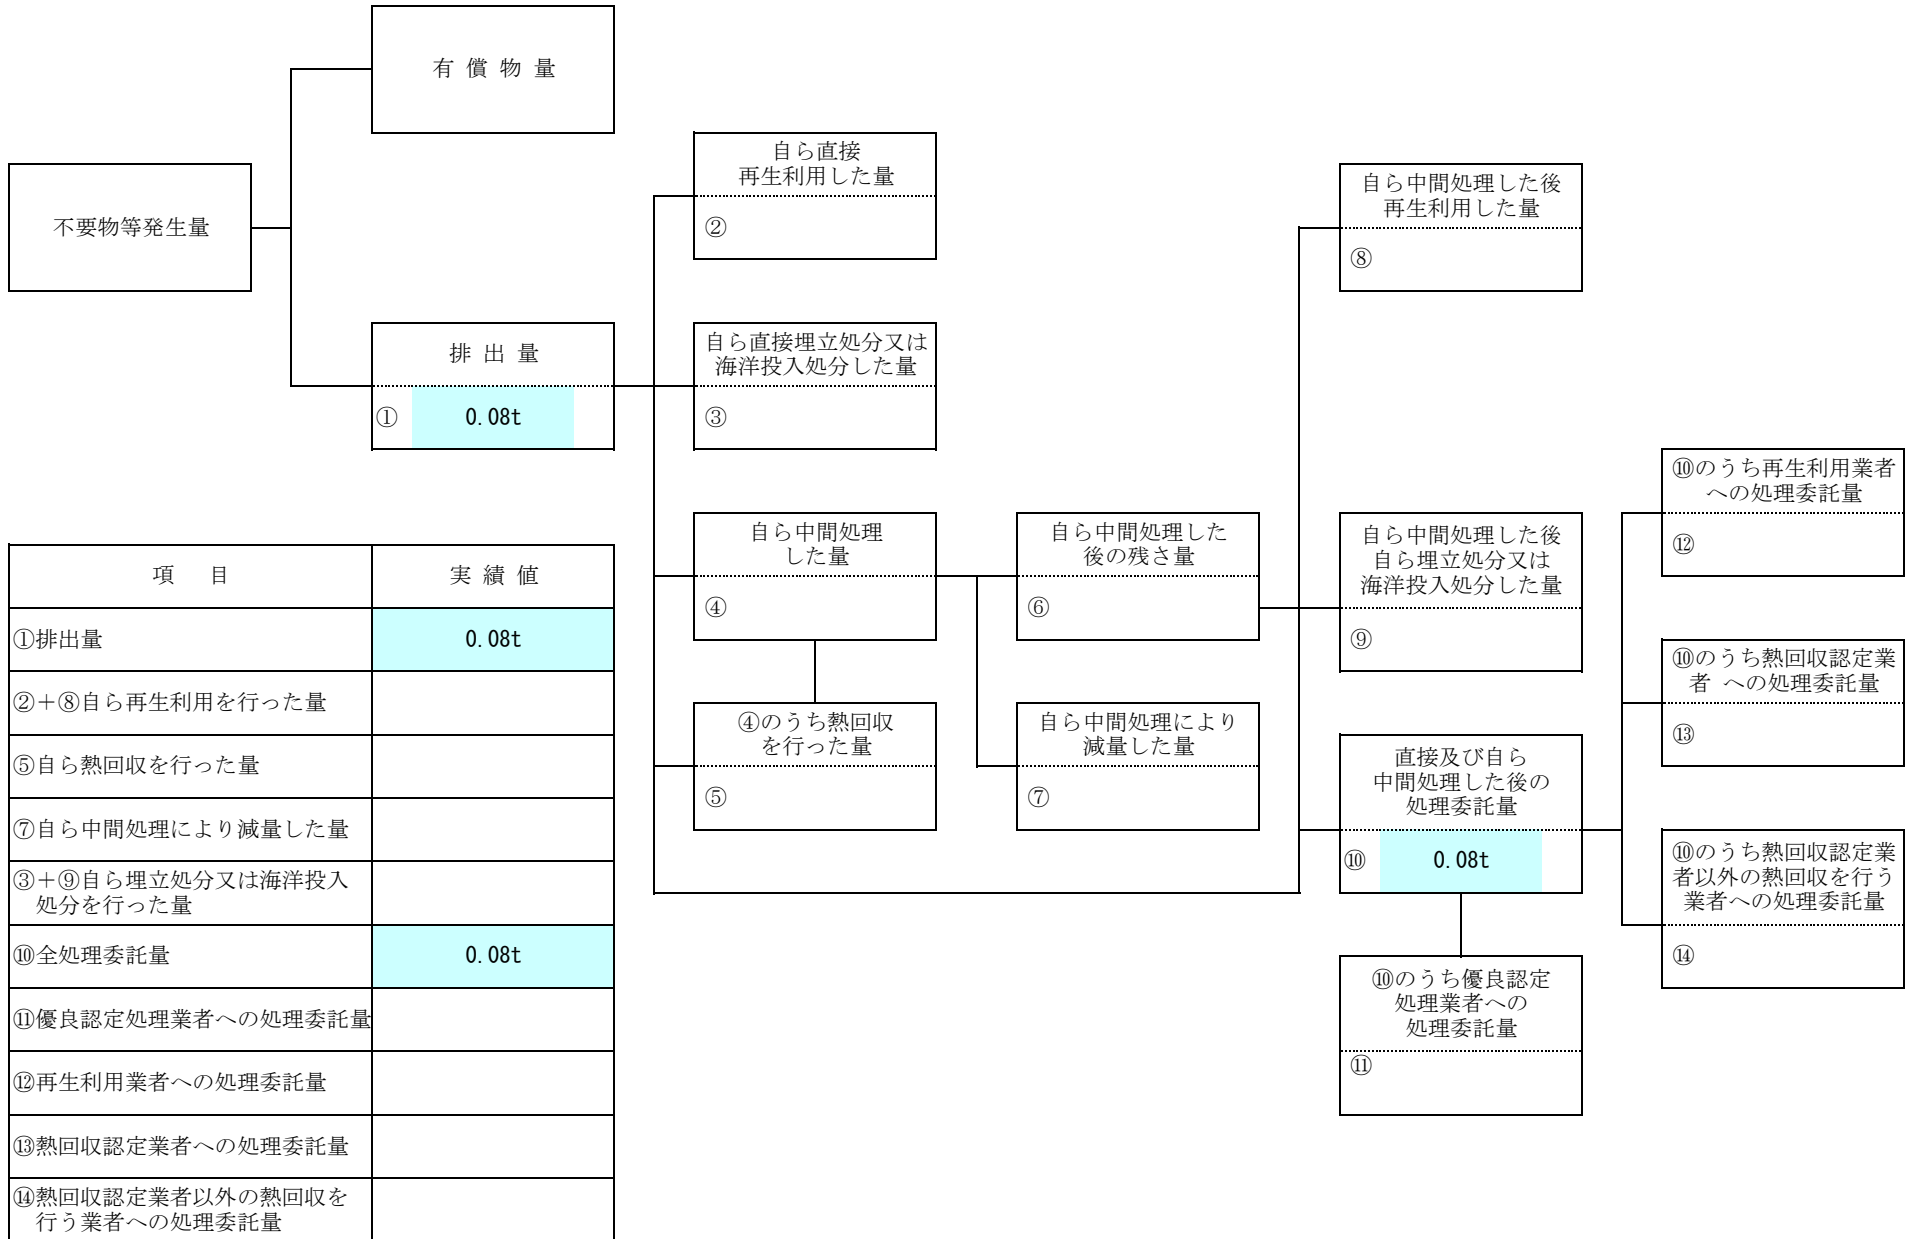 有 償 物 量
不要物等発生量
排 出 量
① 0.08t
自ら直接
再生利用した量
②
自ら直接埋立処分又は
海洋投入処分した量
③
自ら中間処理
した量
④
④のうち熱回収
を行った量
⑤
自ら中間処理した
後の残さ量
⑥
自ら中間処理により
減量した量
⑦
自ら中間処理した後
再生利用した量
⑧
自ら中間処理した後
自ら埋立処分又は
海洋投入処分した量
⑨
直接及び自ら
中間処理した後の
処理委託量
⑩ 0.08t
⑩のうち優良認定
処理業者への
処理委託量
⑪
⑩のうち再生利用業者
への処理委託量
⑫
⑩のうち熱回収認定業
者 への処理委託量
⑬
⑩のうち熱回収認定業
者以外の熱回収を行う
業者への処理委託量
⑭
項 目 実 績 値
①排出量 0.08t
②+⑧自ら再生利用を行った量
⑤自ら熱回収を行った量
⑦自ら中間処理により減量した量
③+⑨自ら埋立処分又は海洋投入
処分を行った量
⑩全処理委託量 0.08t
⑪優良認定処理業者への処理委託量
⑫再生利用業者への処理委託量
⑬熱回収認定業者への処理委託量
⑭熱回収認定業者以外の熱回収を
行う業者への処理委託量